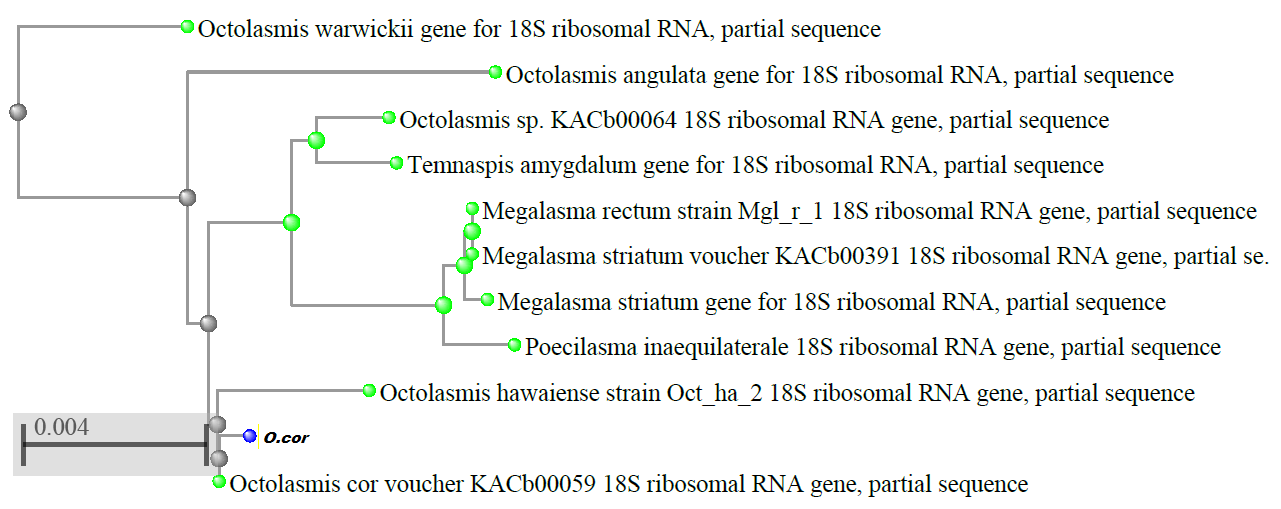 Octolasmis warwickii gene for 18S ribosomal RNA, partial sequence
Octolasmis angulata gene for 18S ribosomal RNA, partial sequence
Octolasmis sp. KACb00064 18S ribosomal RNA gene, partial sequence
Temnaspis amygdalum gene for 18S ribosomal RNA, partial sequence
Megalasma rectum strain Mgl_r_1 18S ribosomal RNA gene, partial sequence
Megalasma striatum voucher KACb00391 18S ribosomal RNA gene, partial se.
Megalasma striatum gene for 18S ribosomal RNA, partial sequence
Poecilasma inaequilaterale 18S ribosomal RNA gene, partial sequence
Octolasmis hawaiense strain Oct_ha_2 18S ribosomal RNA gene, partial sequence
0.004
O.cor
Octolasmis cor voucher KACb00059 18S ribosomal RNA gene, partial sequence